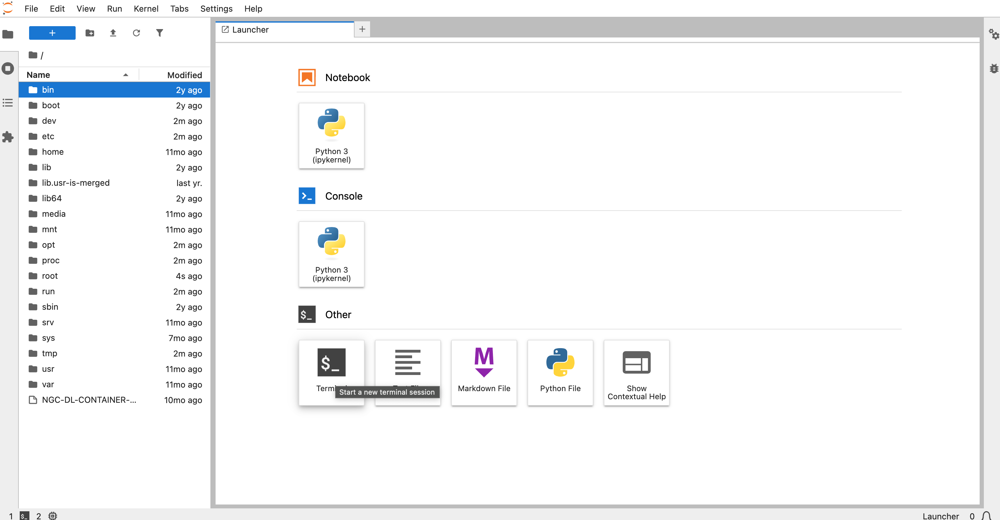 File Edit View Run Kernel Tabs Settings Help
Launcher
/
Name Modified
bin 2y ago
boot 2y ago
dev 2m ago
etc 2m ago
home 11mo ago
lib 2y ago
lib.usr-is-merged last yr.
lib64 2y ago
media 11mo ago
mnt 11mo ago
opt 2m ago
proc 2m ago
root 4s ago
run 2m ago
sbin 2y ago
srv 11mo ago
sys 7mo ago
tmp 2m ago
usr 11mo ago
var 11mo ago
NGC-DL-CONTAINER-... 10mo ago
Notebook
Python 3
(ipykernel)
Console
Python 3
(ipykernel)
$_ Other
$_
M
Markdown File
Python File
Show
Contextual Help
Start a new terminal session
1 $_ 2
Launcher 0